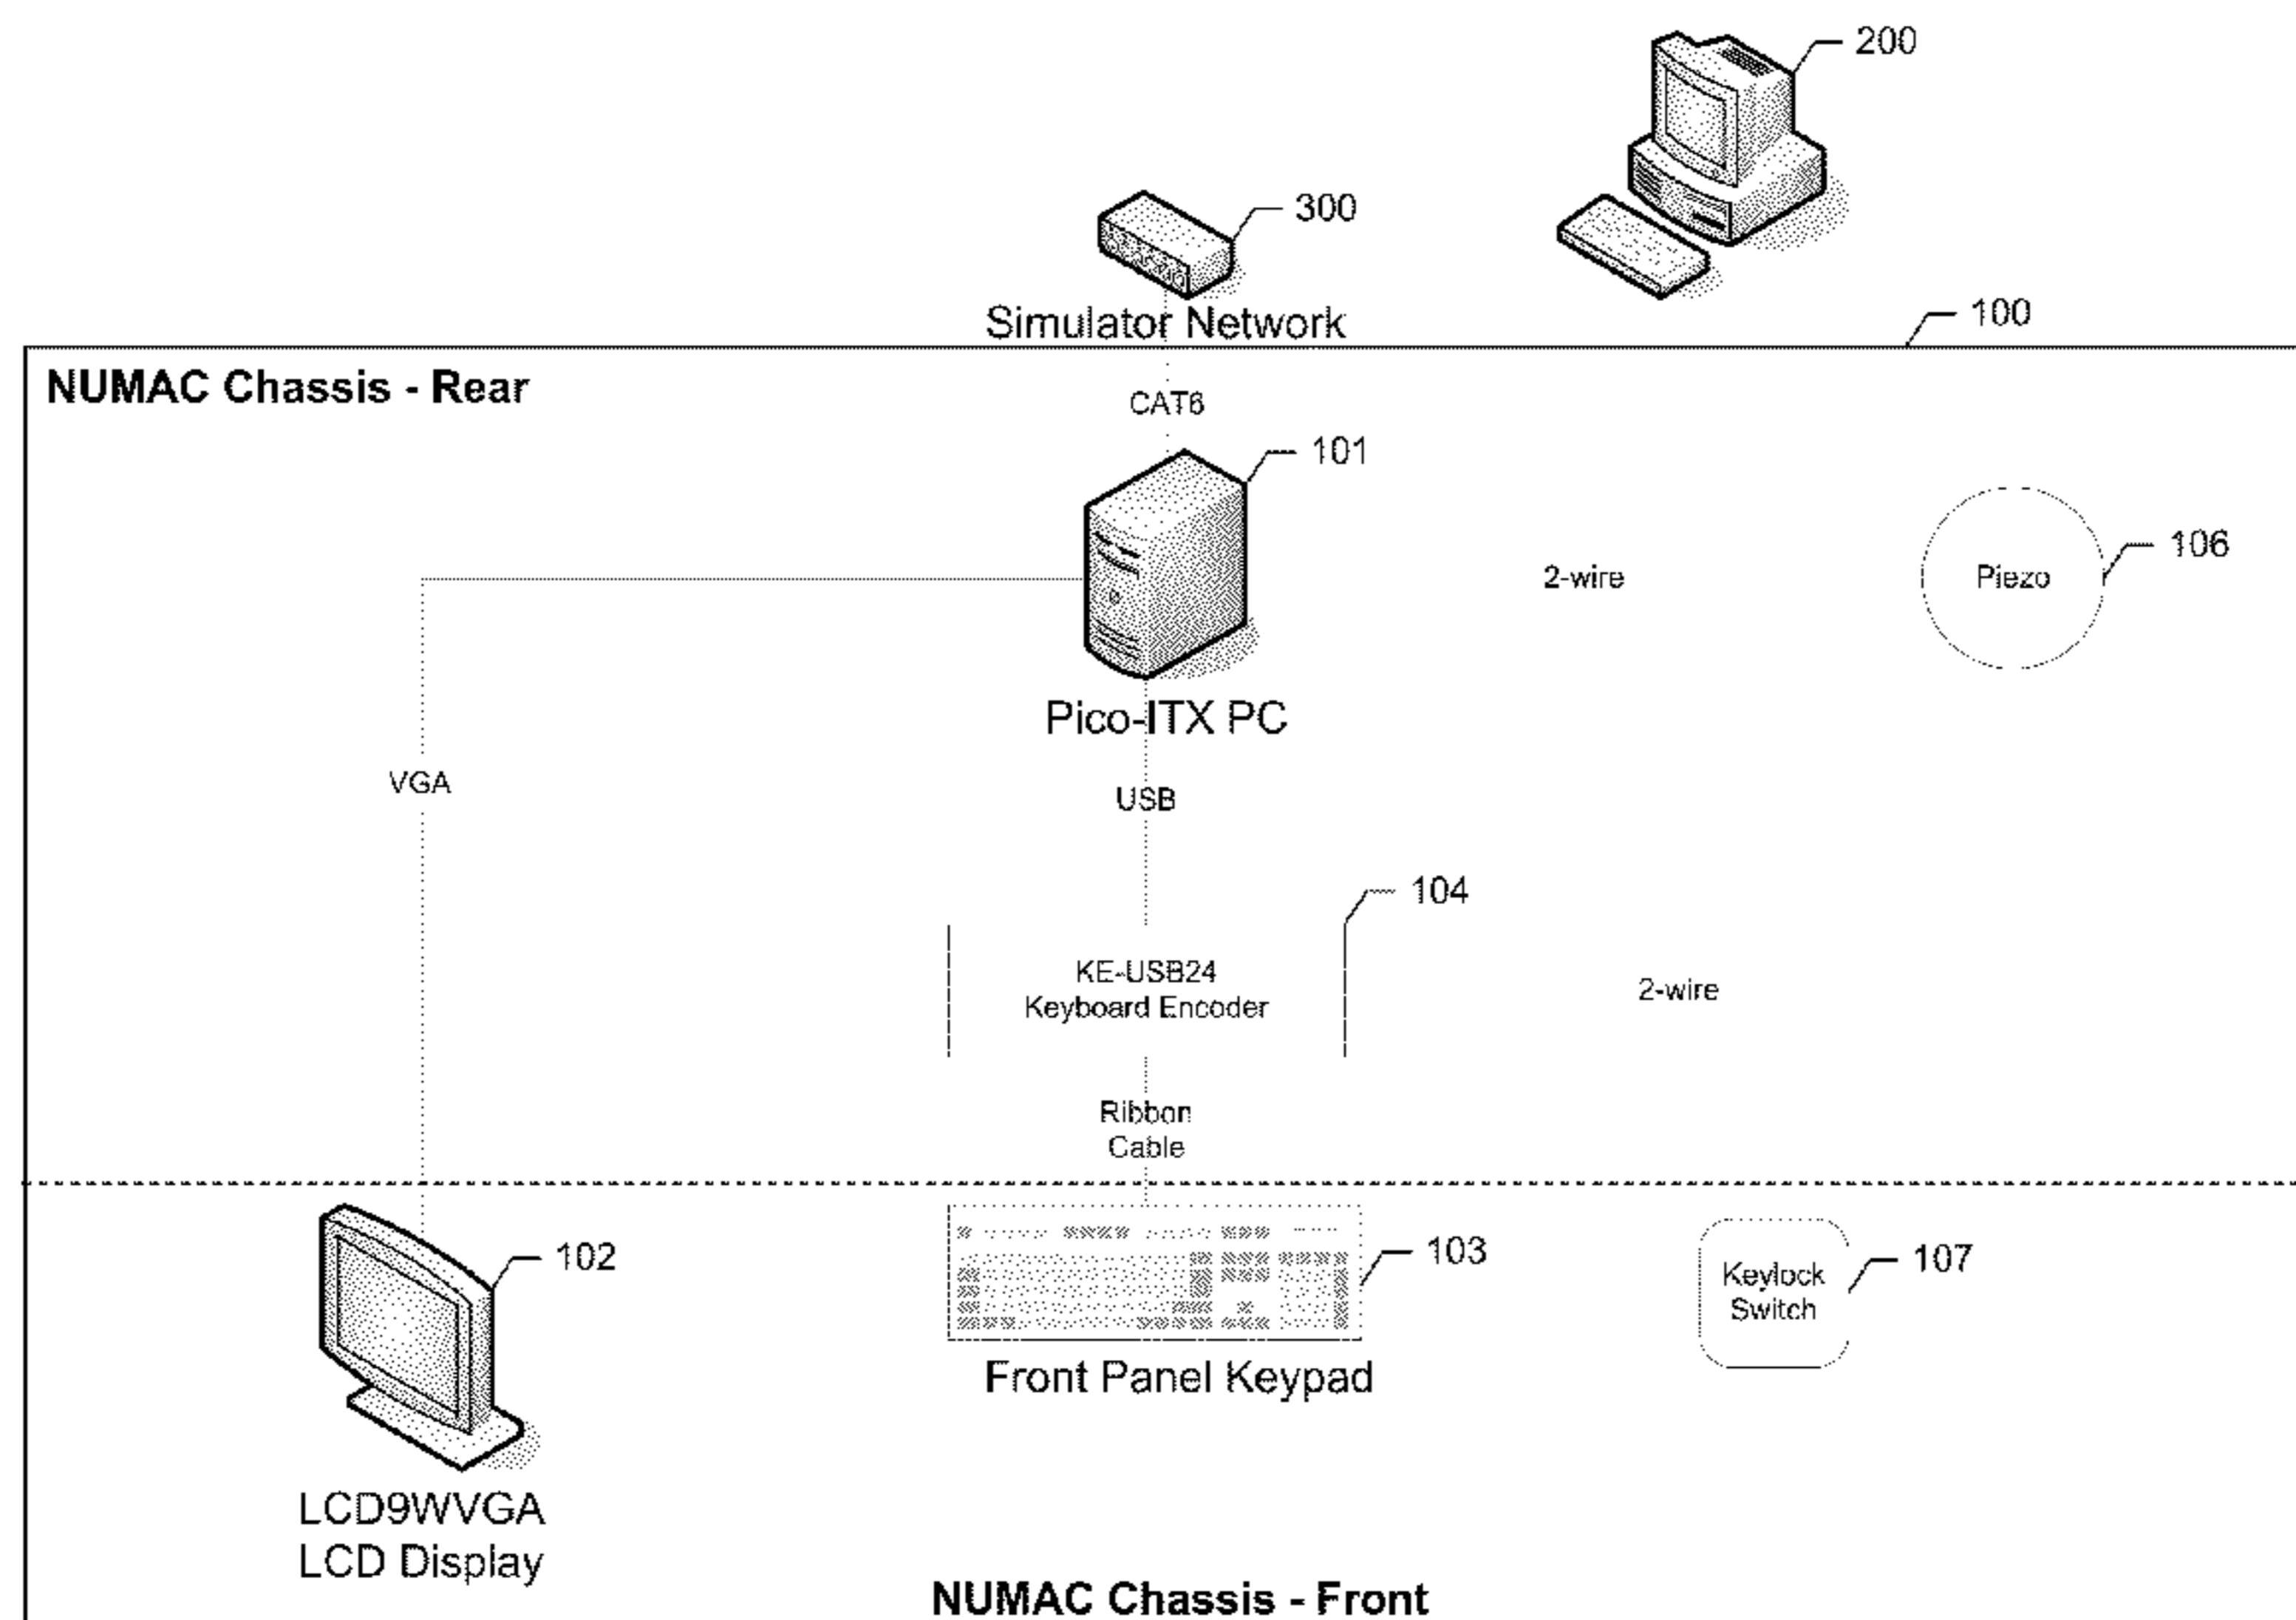 200
300
Simulator Network
100
NUMAC Chassis - Rear
CAT6
101
106
2-wire
Piezo
Pico-ITX PC
VGA
USB
104
KE-USB24
Keyboard Encoder
2-wire
Ribbon
Cable
102
103
107
Keylock
Switch
Front Panel Keypad
LCD9WVGA
LCD Display
NUMAC Chassis - Front